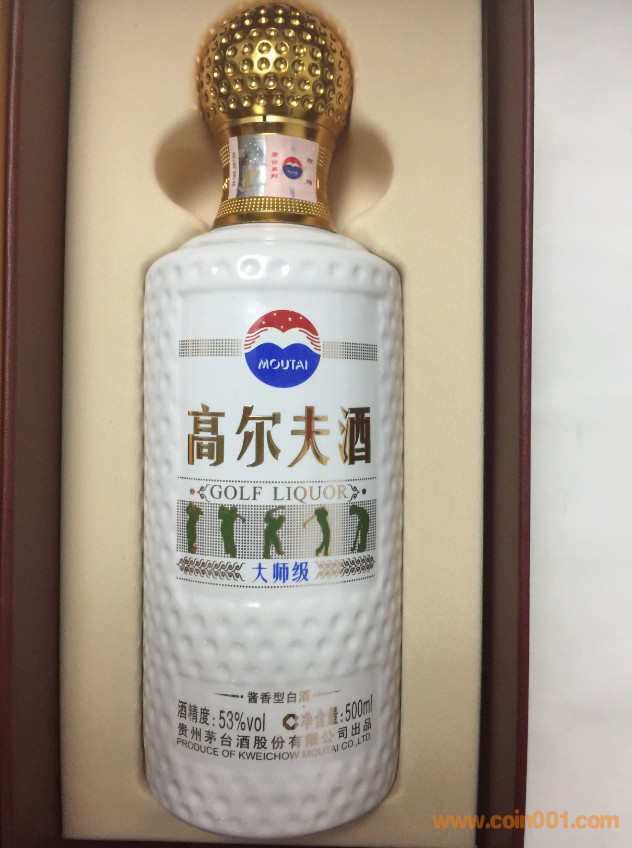 MOUTAI
高尔夫酒
GOLF LIQUOR
大师级
酱香型白酒
酒精度:53%vol 净含量:500ml
贵州茅台酒股份有限公司出品
PRODUCE OF KWEICHOW MOUTAI CO.,LTD.
www.coin001.com